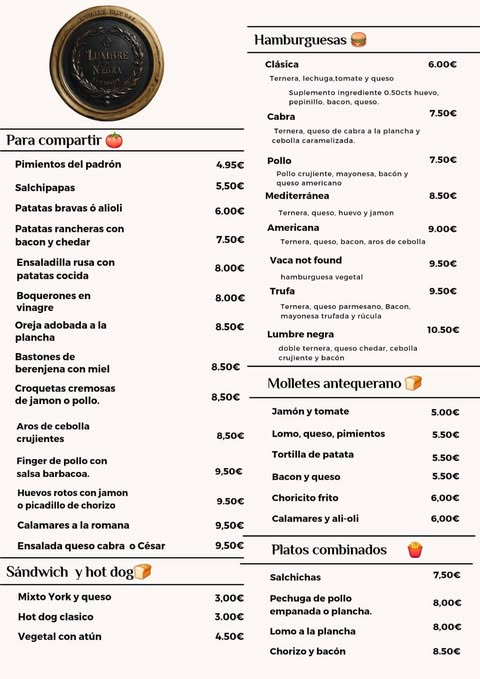 LUMBRE
NEGRA
Para compartir
Pimientos del padrón 4.95€
Salchipapas 5,50€
Patatas bravas ó alioli 6.00€
Patatas rancheras con
bacon y chedar 7.50€
Ensaladilla rusa con
patatas cocida 8.00€
Boquerones en
vinagre 8.00€
Oreja adobada a la
plancha 8.50€
Bastones de
berenjena con miel 8.50€
Croquetas cremosas
de jamon o pollo. 8,50€
Aros de cebolla
crujientes 8,50€
Finger de pollo con
salsa barbacoa. 9,50€
Huevos rotos con jamon
o picadillo de chorizo 9.50€
Calamares a la romana 9,50€
Ensalada queso cabra o César 9,50€
Sándwich y hot dog
Mixto York y queso 3,00€
Hot dog clasico 3.00€
Vegetal con atún 4.50€
Hamburguesas
Clásica 6.00€
Ternera, lechuga,tomate y queso
Suplemento ingrediente 0.50cts huevo,
pepinillo, bacon, queso.
Cabra 7.50€
Ternera, queso de cabra a la plancha y
cebolla caramelizada.
Pollo 7.50€
Pollo crujiente, mayonesa, bacón y
queso americano
Mediterránea 8.50€
Ternera, queso, huevo y jamon
Americana 9.00€
Ternera, queso, bacon, aros de cebolla
Vaca not found 9.50€
hamburguesa vegetal
Trufa 9.50€
Ternera, queso parmesano, Bacon,
mayonesa trufada y rúcula
Lumbre negra 10.50€
doble ternera, queso chedar, cebolla
crujiente y bacón
Molletes antequerano
Jamón y tomate 5.00€
Lomo, queso, pimientos 5.50€
Tortilla de patata 5.50€
Bacon y queso 5.50€
Choricito frito 6,00€
Calamares y ali-oli 6,00€
Platos combinados
Salchichas 7,50€
Pechuga de pollo
empanada o plancha. 8,00€
Lomo a la plancha 8,00€
Chorizo y bacón 8.50€